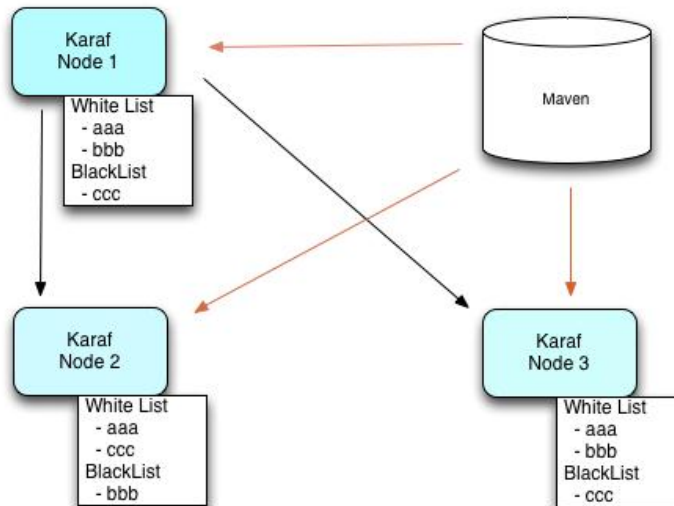 Karaf
Node 1
White List
- aaa
- bbb
BlackList
- ccc
Maven
Karaf
Node 2
White List
- aaa
- ccc
BlackList
- bbb
Karaf
Node 3
White List
- aaa
- bbb
BlackList
- ccc